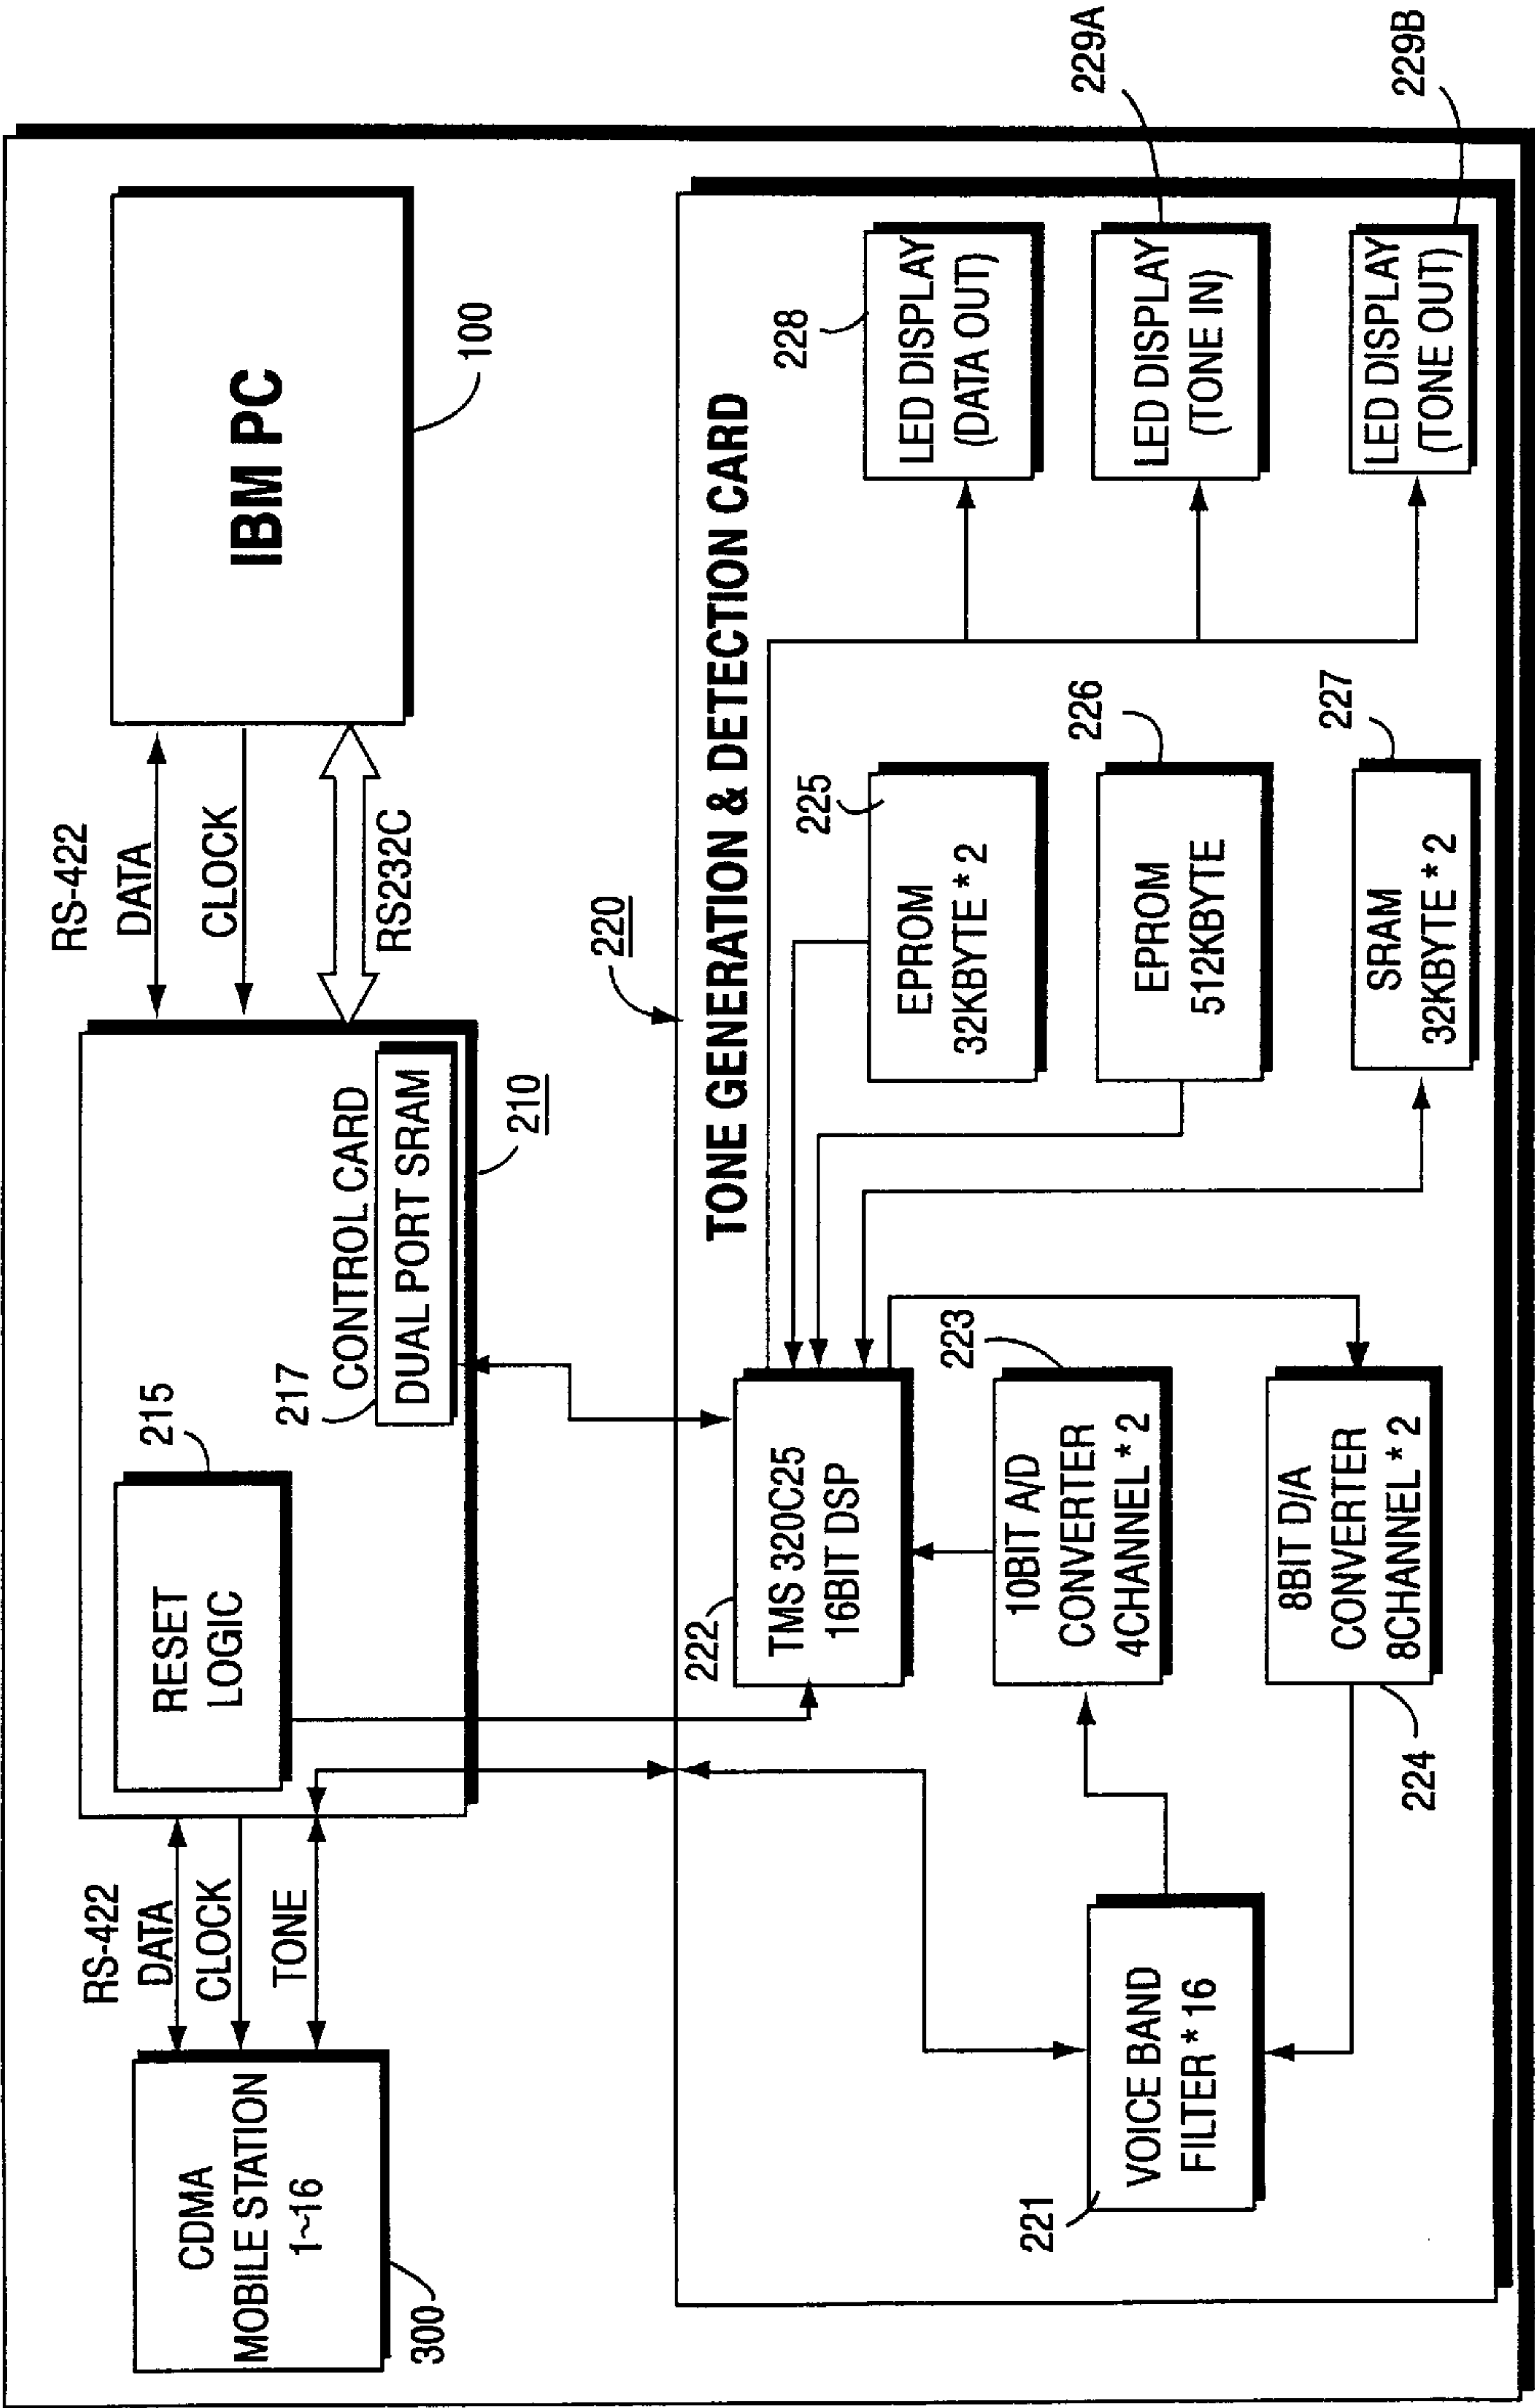 RS-422
DATA
CLOCK
TONE
CDMA
MOBILE STATION
1~16
300
RESET
LOGIC
215
217
CONTROL CARD
DUAL PORT SRAM
210
RS-422
DATA
CLOCK
RS232C
IBM PC
100
220
TONE GENERATION & DETECTION CARD
222
TMS 320C25
16BIT DSP
223
10BIT A/D
CONVERTER
4CHANNEL * 2
8BIT D/A
CONVERTER
8CHANNEL * 2
224
221
VOICE BAND
FILTER * 16
225
EPROM
32KBYTE * 2
226
EPROM
512KBYTE
227
SRAM
32KBYTE * 2
228
LED DISPLAY
(DATA OUT)
229A
LED DISPLAY
(TONE IN)
229B
LED DISPLAY
(TONE OUT)